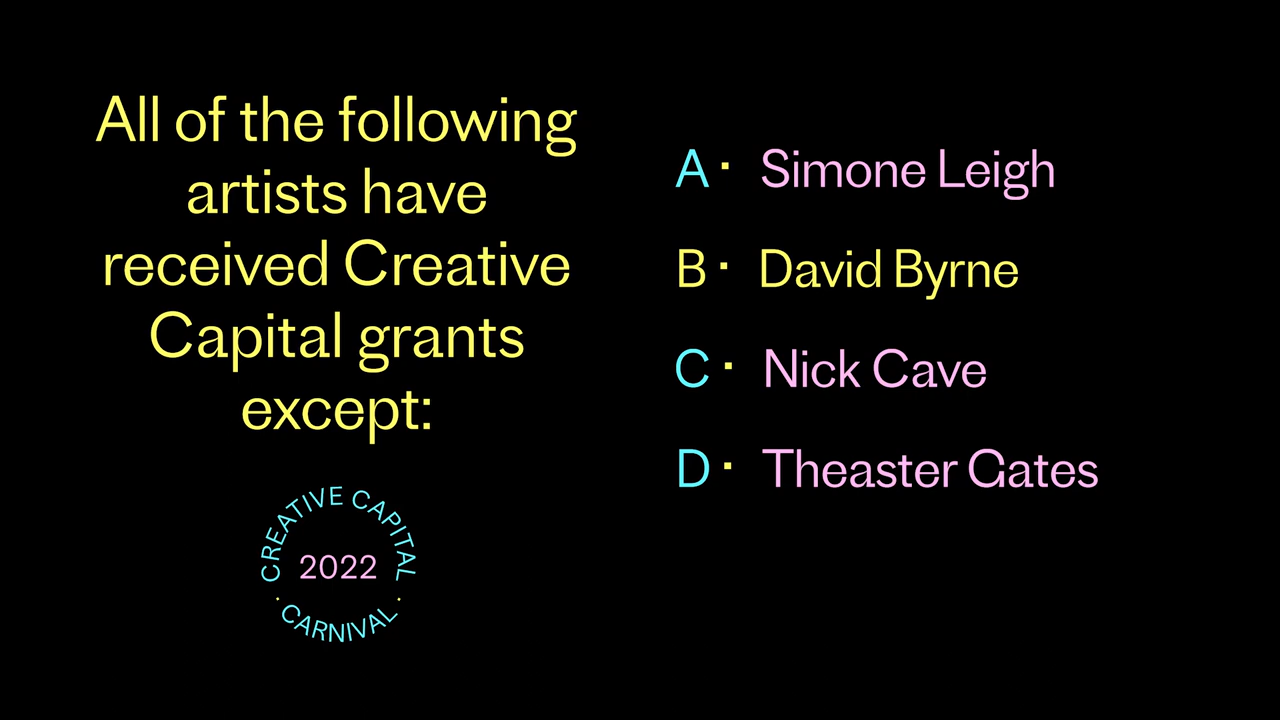 All of the following
artists have
received Creative
Capital grants
except:
A · Simone Leigh
B · David Byrne
C · Nick Cave
D · Theaster Gates
CREATIVE CAPITAL
2022
· CARNIVAL ·